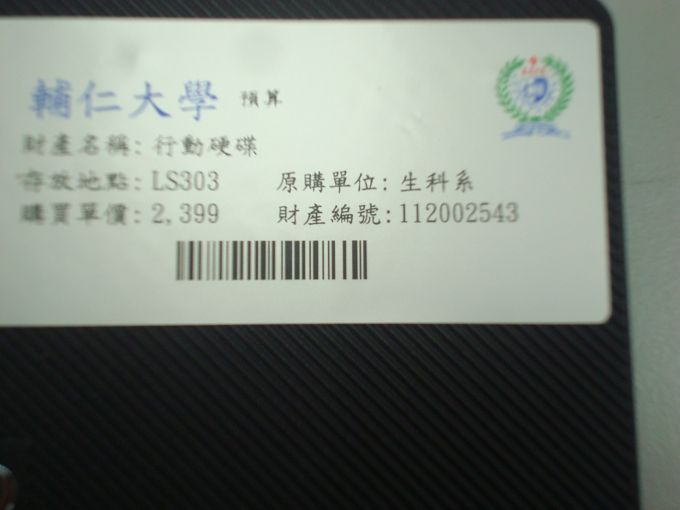 輔仁大學 預算
財產名稱: 行動硬碟
存放地點: LS303 原購單位: 生科系
購買單價: 2,399 財產編號: 112002543